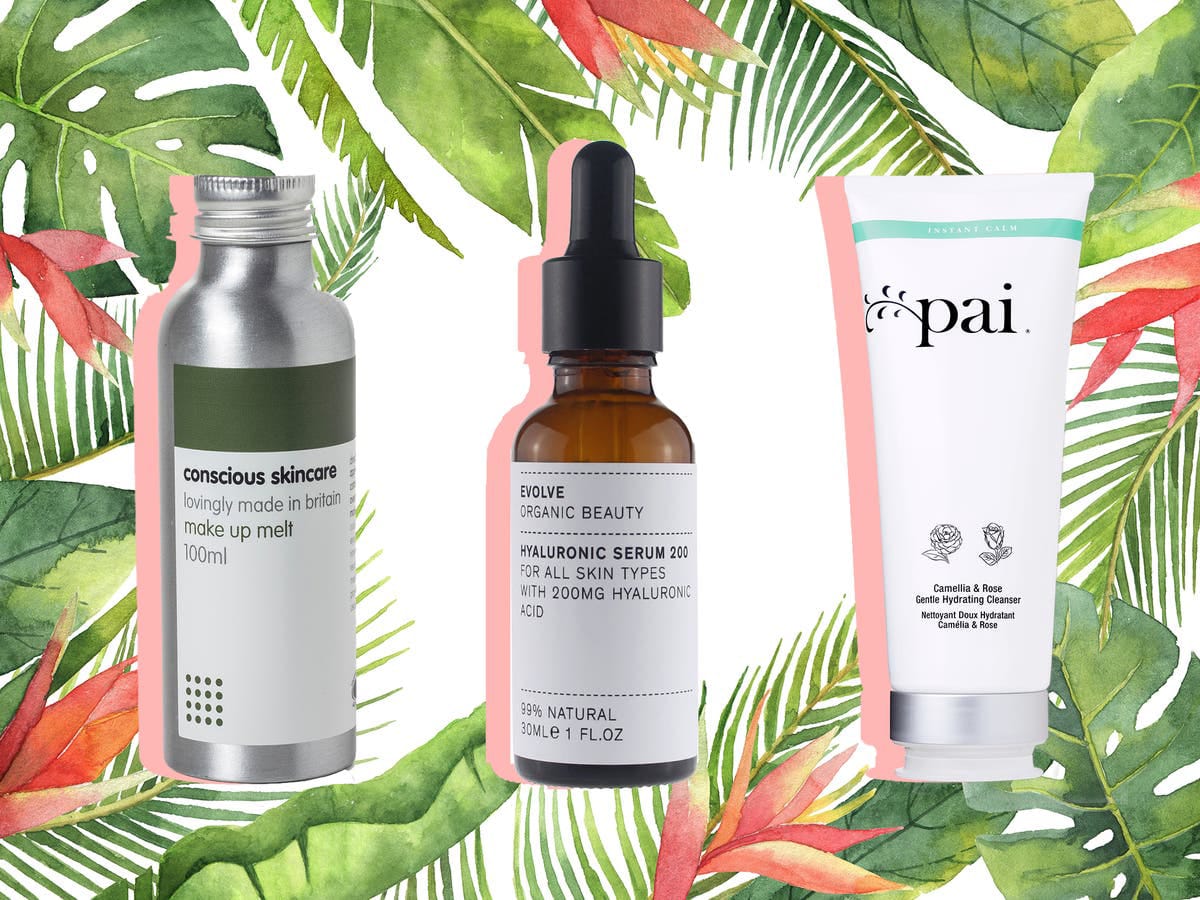 conscious skincare
lovingly made in britain
make up melt
100ml
EVOLVE
ORGANIC BEAUTY
HYALURONIC SERUM 200
FOR ALL SKIN TYPES
WITH 200MG HYALURONIC
ACID
99% NATURAL
30ML℮ 1 FL.OZ
INSTANT CALM
pai
Camellia & Rose
Gentle Hydrating Cleanser
Nettoyant Doux Hydratant
Camélia & Rose